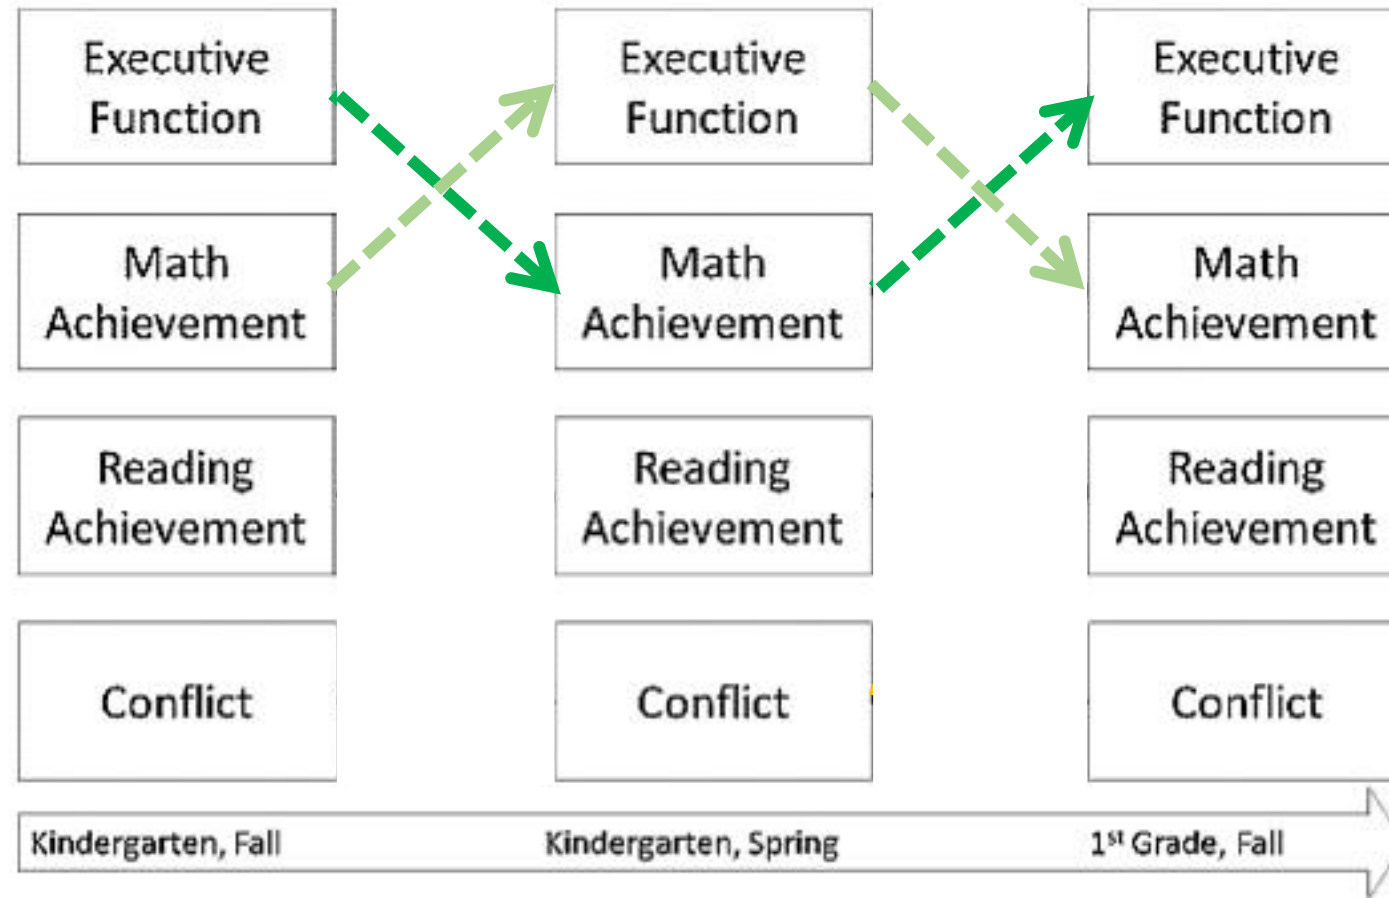 Executive
Function
Executive
Function
Executive
Function
Math
Achievement
Math
Achievement
Math
Achievement
Reading
Achievement
Reading
Achievement
Reading
Achievement
Conflict
Conflict
Conflict
Kindergarten, Fall
Kindergarten, Spring
1st Grade, Fall